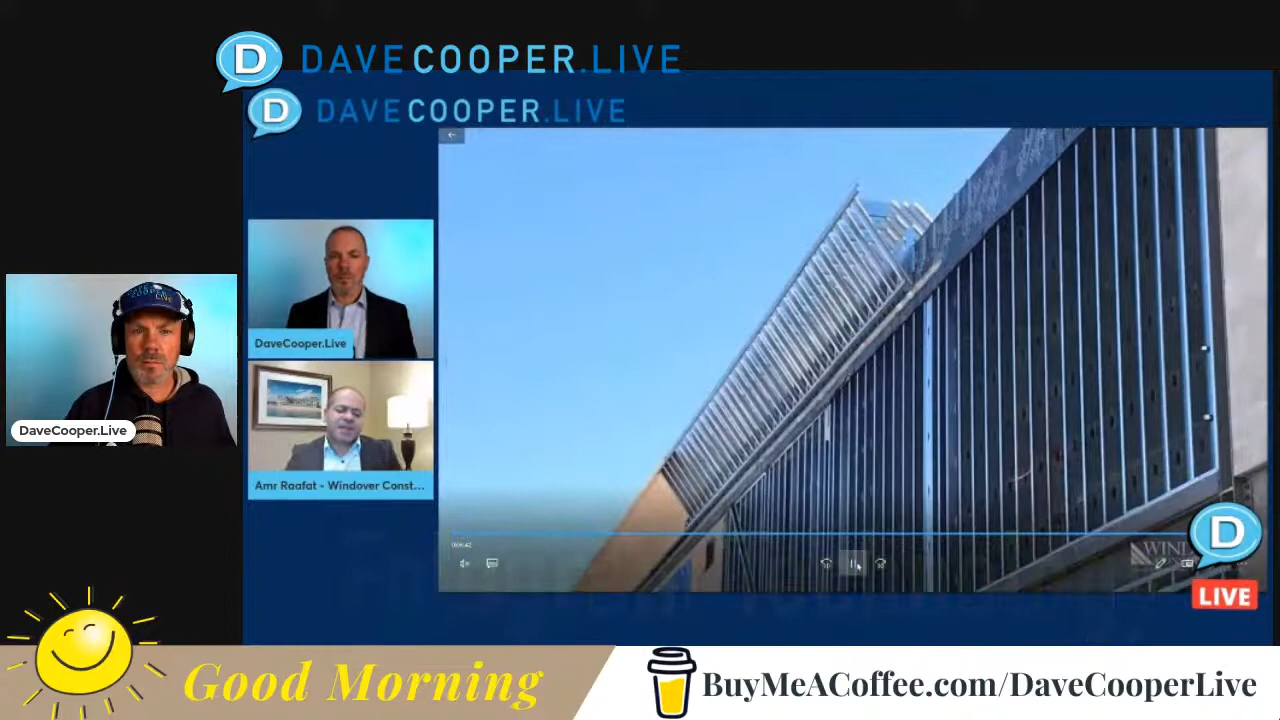 D DAVECOOPER.LIVE
D DAVECOOPER.LIVE
DaveCooper.Live
DaveCooper.Live
Amr Raafat - Windover Const...
D
LIVE
Good Morning
BuyMeACoffee.com/DaveCooperLive